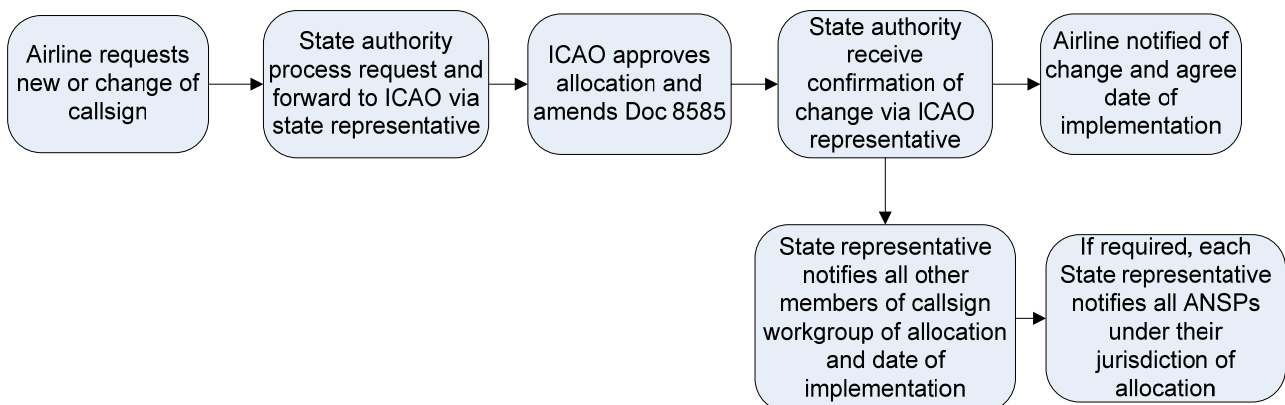 Airline requests
new or change of
callsign
State authority
process request and
forward to ICAO via
state representative
ICAO approves
allocation and
amends Doc 8585
State authority
receive
confirmation of
change via ICAO
representative
Airline notified of
change and agree
date of
implementation
State representative
notifies all other
members of callsign
workgroup of allocation
and date of
implementation
If required, each
State representative
notifies all ANSPs
under their
jurisdiction of
allocation